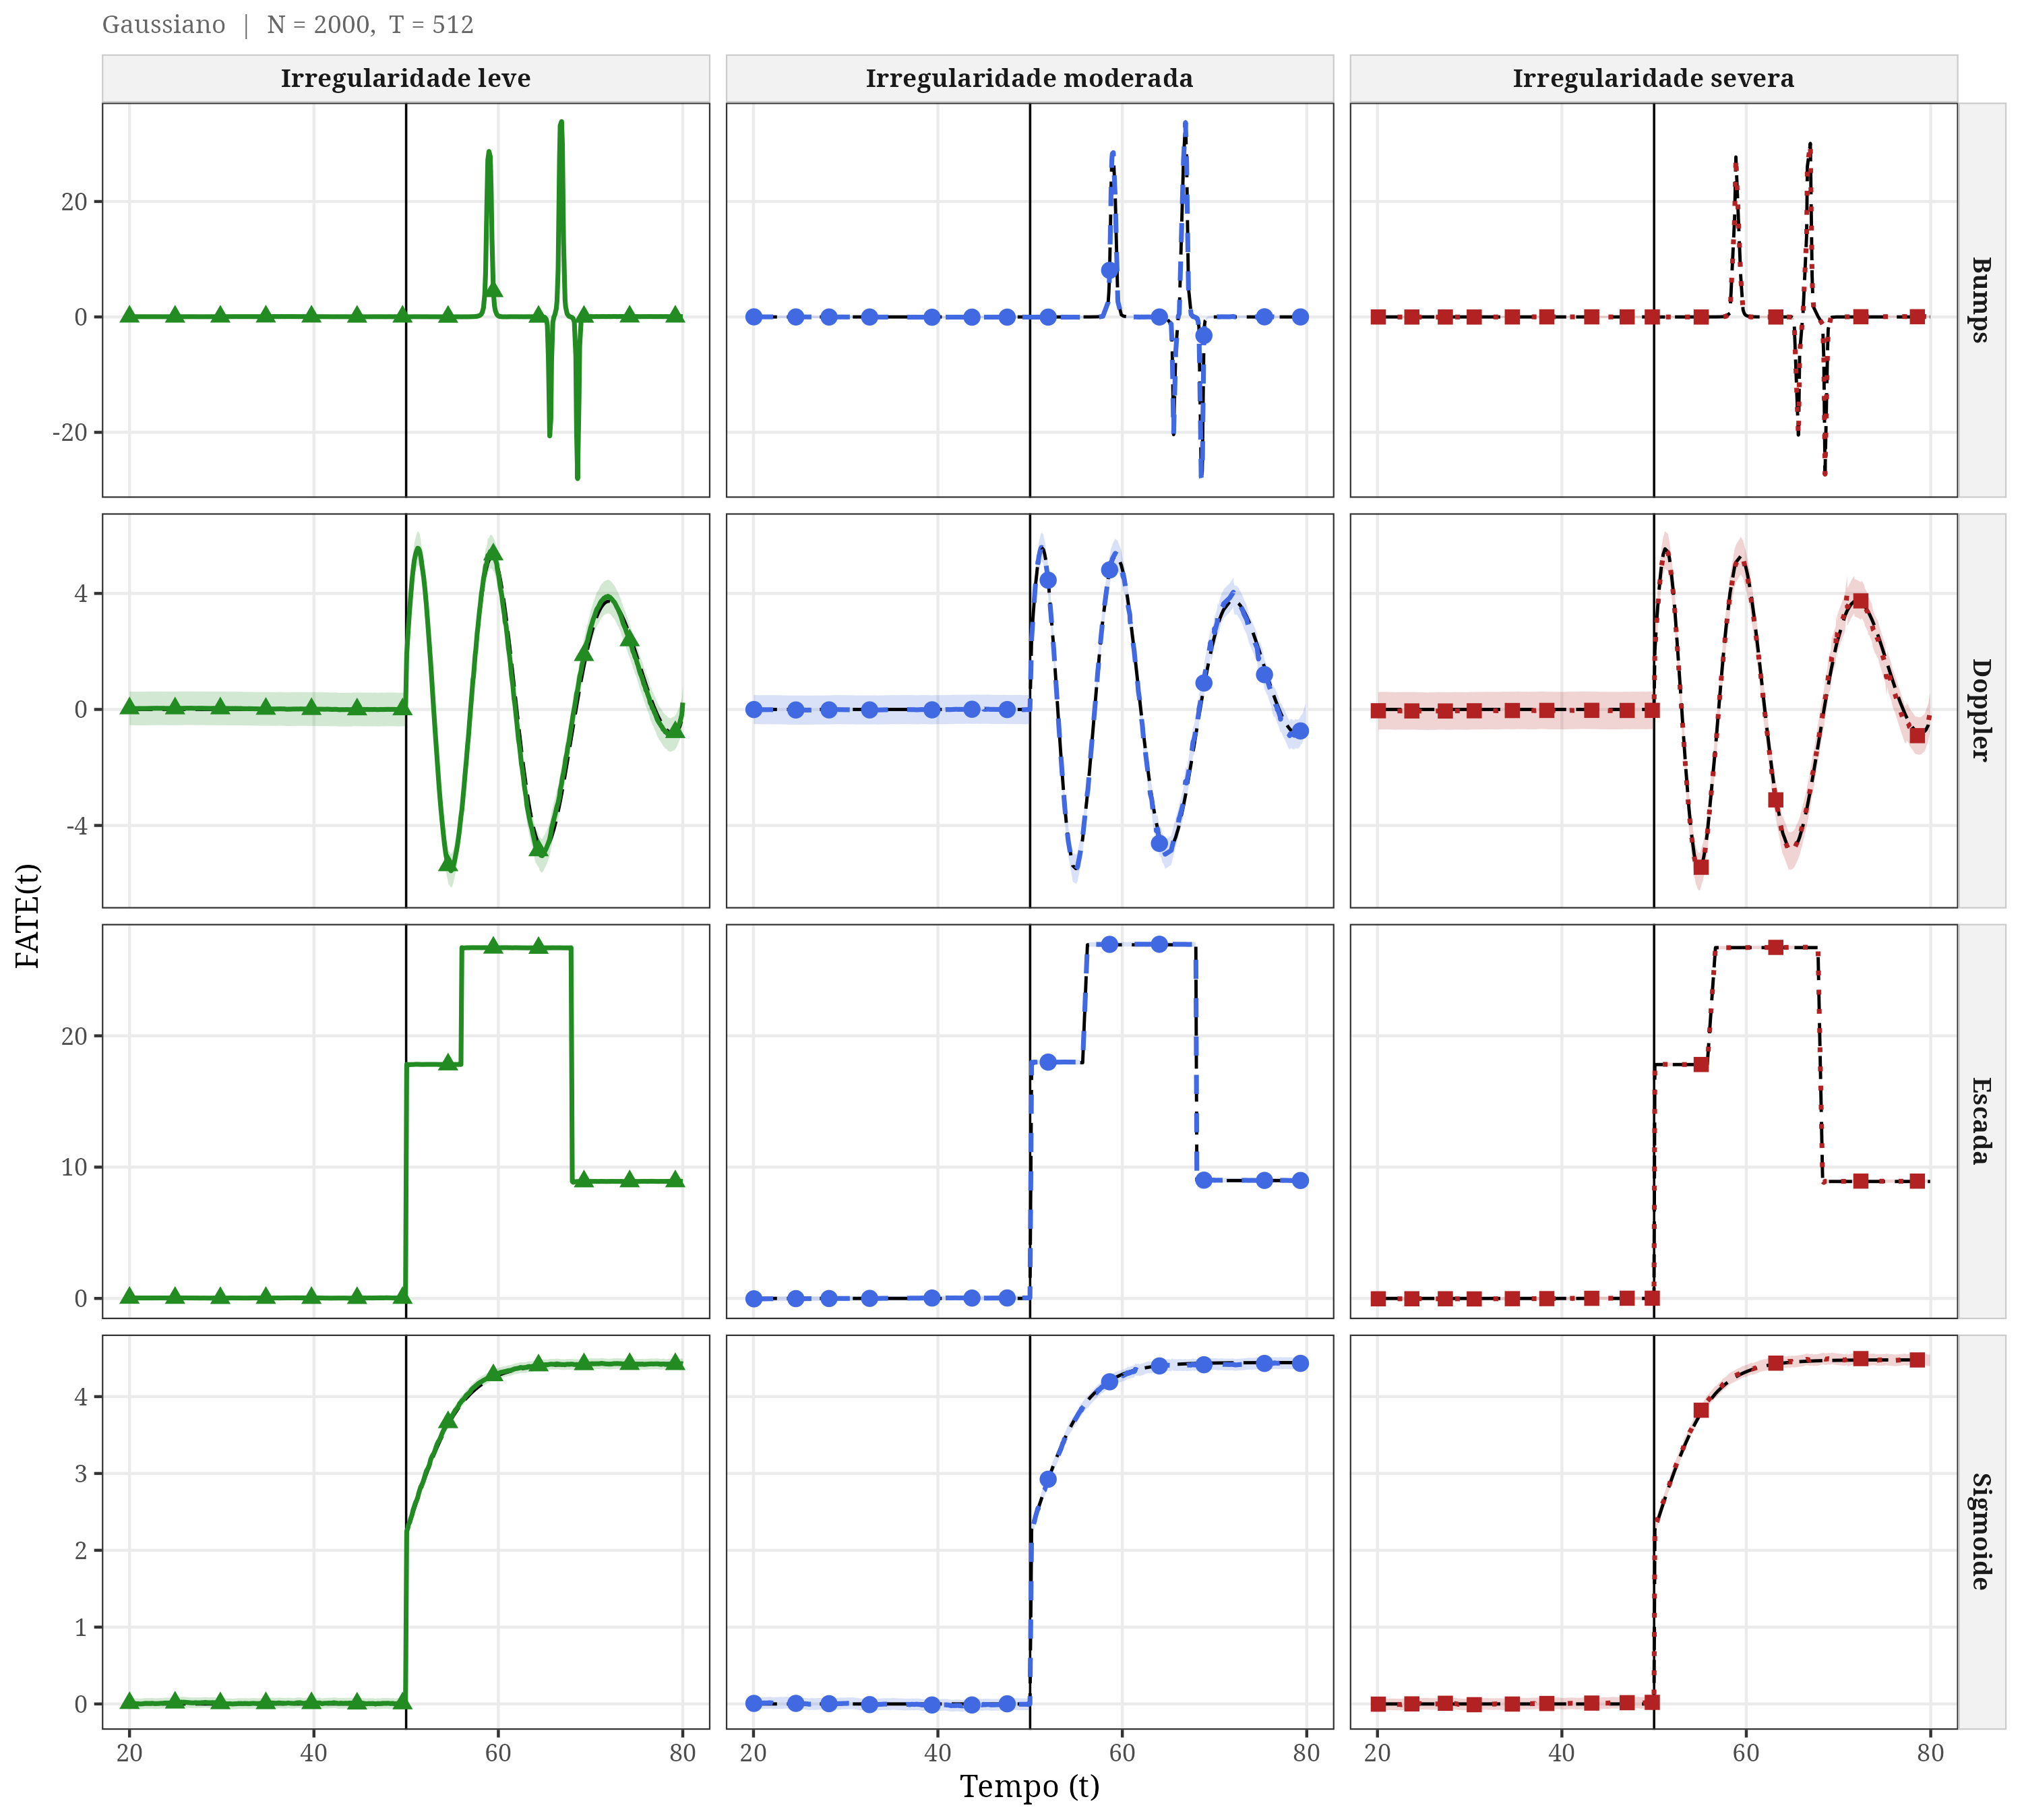 Gaussiano | N = 2000, T = 512
Irregularidade leve
Irregularidade moderada
Irregularidade severa
20
0
-20
Bumps
4
0
-4
Doppler
20
10
0
Escada
4
3
2
1
0
Sigmoide
FATE(t)
20 40 60 80
20 40 60 80
20 40 60 80
Tempo (t)